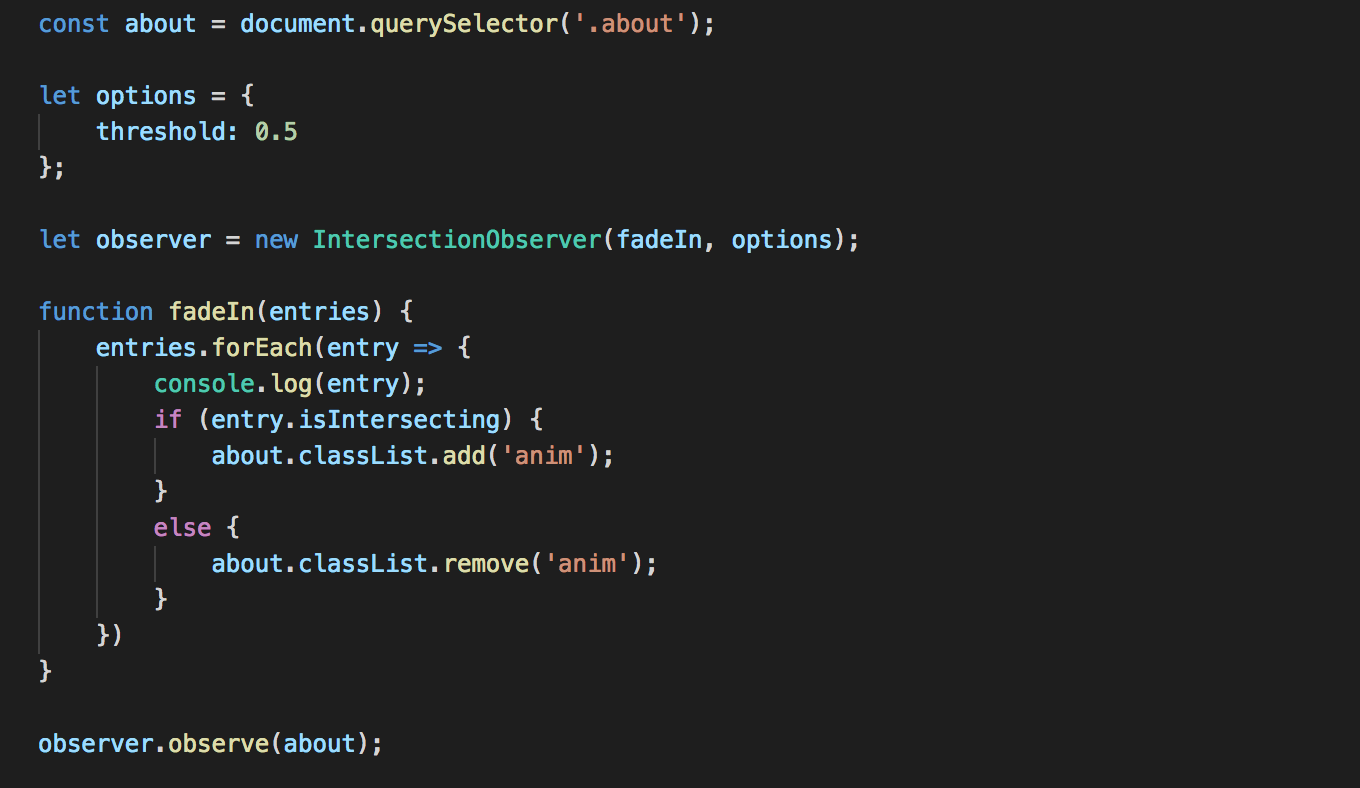 const about = document.querySelector('.about');
let options = {
    threshold: 0.5
};
let observer = new IntersectionObserver(fadeIn, options);
function fadeIn(entries) {
    entries.forEach(entry => {
        console.log(entry);
        if (entry.isIntersecting) {
            about.classList.add('anim');
        }
        else {
            about.classList.remove('anim');
        }
    })
}
observer.observe(about);